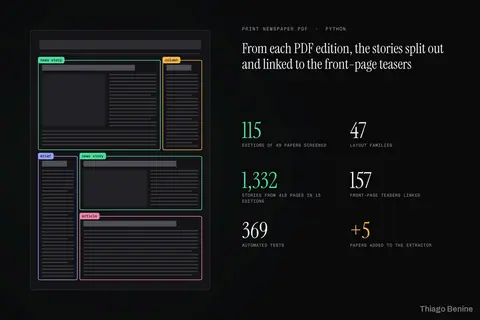 PRINT NEWSPAPER PDF · PYTHON
From each PDF edition, the stories split out
and linked to the front-page teasers
news story
column
brief
news story
article
115
EDITIONS OF 49 PAPERS SCREENED
47
LAYOUT FAMILIES
1,332
STORIES FROM 410 PAGES IN 15
EDITIONS
157
FRONT-PAGE TEASERS LINKED
369
AUTOMATED TESTS
+5
PAPERS ADDED TO THE EXTRACTOR
Thiago Benine